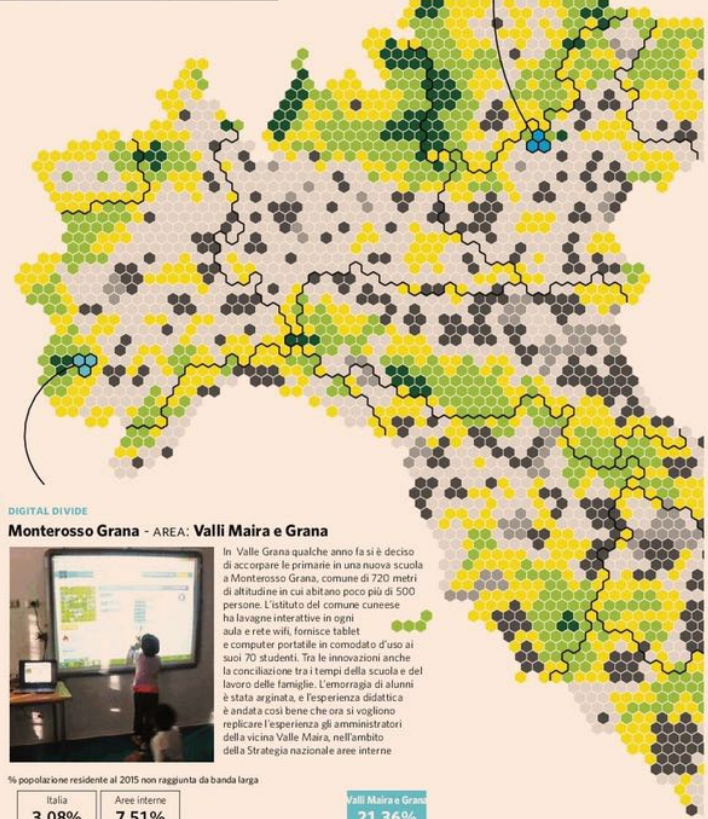 DIGITAL DIVIDE
Monterosso Grana - AREA: Valli Maira e Grana
In Valle Grana qualche anno fa si è deciso
di accorpare le primarie in una nuova scuola
a Monterosso Grana, comune di 720 metri
di altitudine in cui abitano poco più di 500
persone. L'istituto del comune cuneese
ha lavagne interattive in ogni
aula e rete wifi, fornisce tablet
e computer portatile in comodato d'uso ai
suoi 70 studenti. Tra le innovazioni anche
la conciliazione tra i tempi della scuola e del
lavoro delle famiglie. L'emorragia di alunni
è stata arginata, e l'esperienza didattica
è andata così bene che ora si vogliono
replicare l'esperienza gli amministratori
della vicina Valle Maira, nell'ambito
della Strategia nazionale aree interne
% popolazione residente al 2015 non raggiunta da banda larga
Italia
3,08%
Aree interne
7,51%
Valli Maira e Grana
21,36%